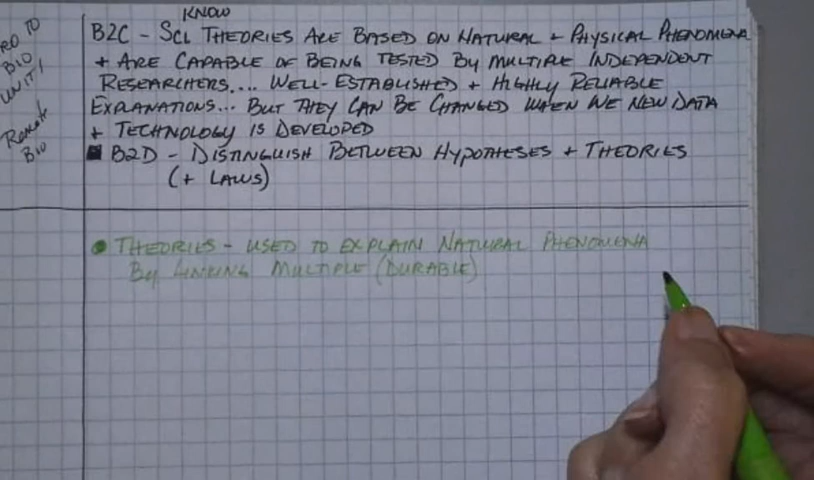 RO TO
BIO
UNIT 1
Remote
BIO
KNOW
B2C - SCI THEORIES ARE BASED ON NATURAL + PHYSICAL PHENOMENA
+ ARE CAPABLE OF BEING TESTED BY MULTIPLE INDEPENDENT
RESEARCHERS.... WELL-ESTABLISHED + HIGHLY RELIABLE
EXPLANATIONS... BUT THEY CAN BE CHANGED WHEN WE NEW DATA
+ TECHNOLOGY IS DEVELOPED
B2D - DISTINGUISH BETWEEN HYPOTHESES + THEORIES
(+ LAWS)
• THEORIES - USED TO EXPLAIN NATURAL PHENOMENA
BY LINKING MULTIPLE (DURABLE)